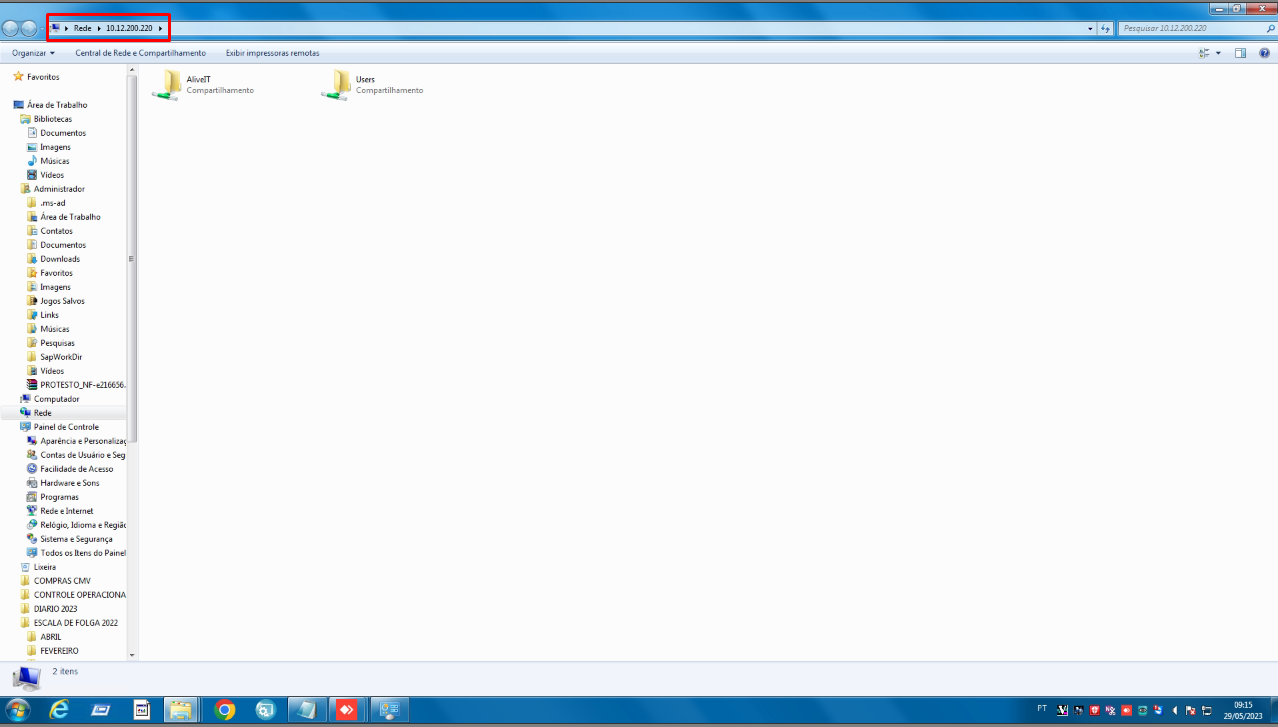 Rede 10.12.200.220
Pesquisar 10.12.200.220
Organizar Central de Rede e Compartilhamento Exibir impressoras remotas
Favoritos
Área de Trabalho
Bibliotecas
Documentos
Imagens
Músicas
Vídeos
Administrador
.ms-ad
Área de Trabalho
Contatos
Documentos
Downloads
Favoritos
Imagens
Jogos Salvos
Links
Músicas
Pesquisas
SapWorkDir
Vídeos
PROTESTO_NF-e216656.
Computador
Rede
Painel de Controle
Aparência e Personalizaç
Contas de Usuário e Seg
Facilidade de Acesso
Hardware e Sons
Programas
Rede e Internet
Relógio, Idioma e Região
Sistema e Segurança
Todos os Itens do Painel
Lixeira
COMPRAS CMV
CONTROLE OPERACIONA
DIARIO 2023
ESCALA DE FOLGA 2022
ABRIL
FEVEREIRO
AliveIT
Compartilhamento
Users
Compartilhamento
2 itens
PT
09:15
29/05/2023